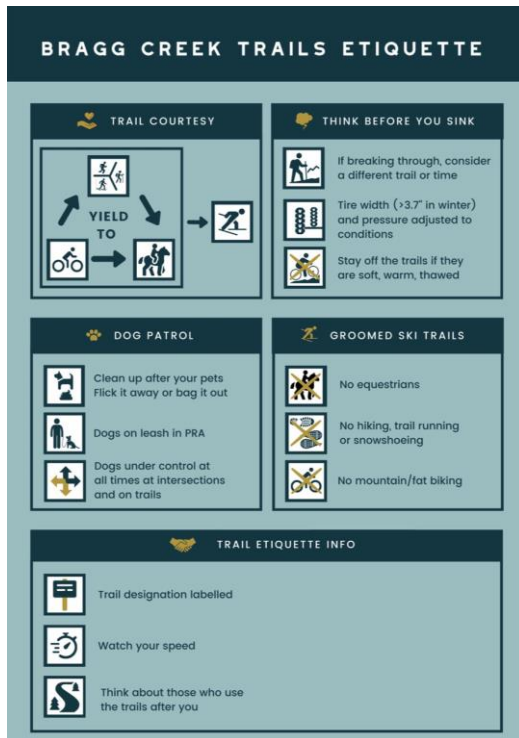 BRAGG CREEK TRAILS ETIQUETTE
TRAIL COURTESY
YIELD
TO
THINK BEFORE YOU SINK
If breaking through, consider
a different trail or time
Tire width (>3.7" in winter)
and pressure adjusted to
conditions
Stay off the trails if they
are soft, warm, thawed
DOG PATROL
Clean up after your pets
Flick it away or bag it out
Dogs on leash in PRA
Dogs under control at
all times at intersections
and on trails
GROOMED SKI TRAILS
No equestrians
No hiking, trail running
or snowshoeing
No mountain/fat biking
TRAIL ETIQUETTE INFO
Trail designation labelled
Watch your speed
Think about those who use
the trails after you